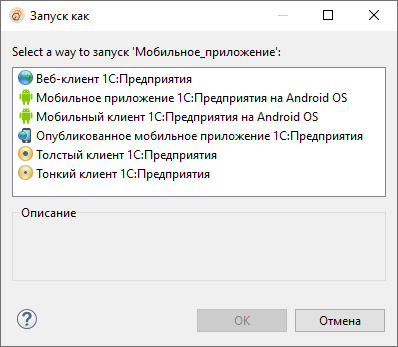 Запуск как
Select a way to запуск 'Мобильное_приложение':
Веб-клиент 1С:Предприятия
Мобильное приложение 1С:Предприятия на Android OS
Мобильный клиент 1С:Предприятия на Android OS
Опубликованное мобильное приложение 1С:Предприятия
Толстый клиент 1С:Предприятия
Тонкий клиент 1С:Предприятия
Описание
?
OK
Отмена